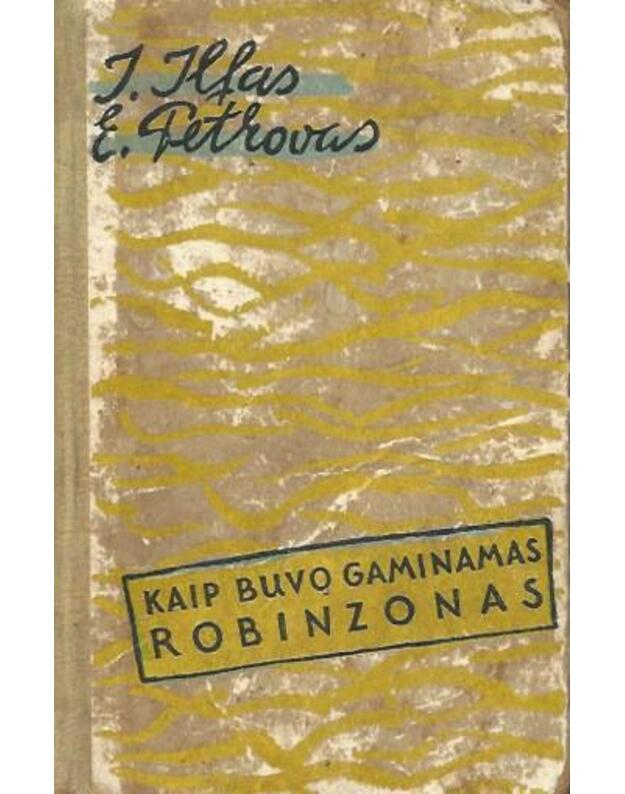 J. Ilfas
E. Petrovas
KAIP BUVO GAMINAMAS
ROBINZONAS